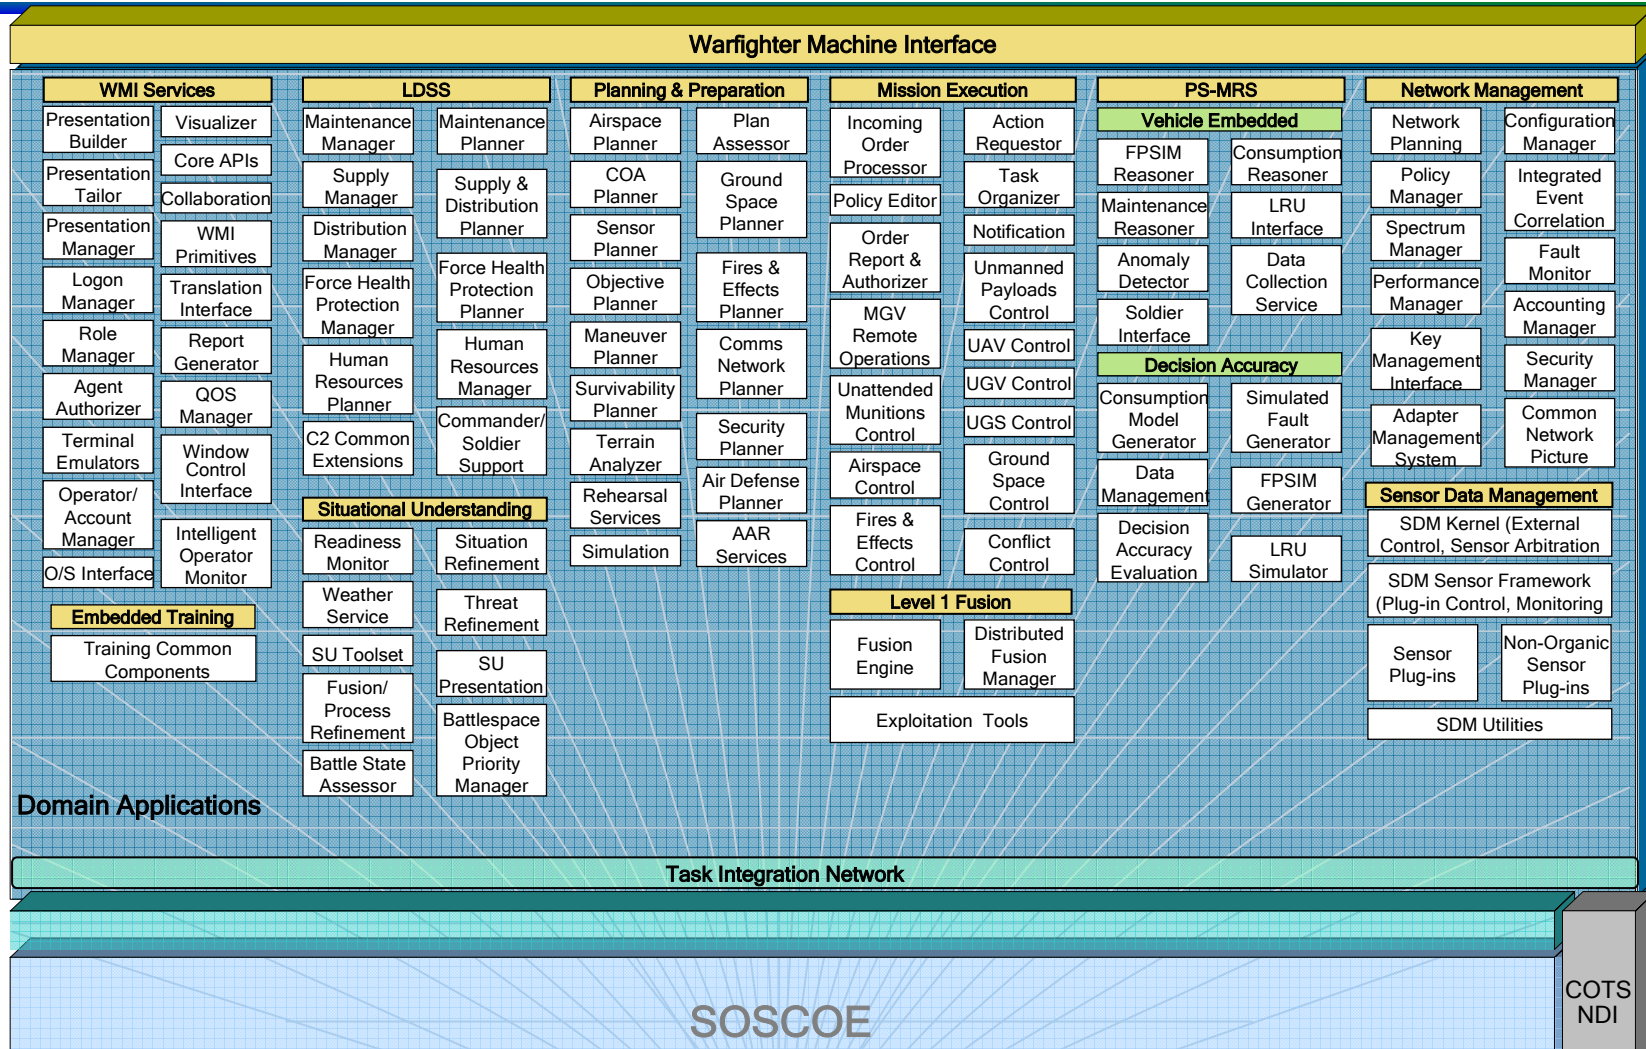 Warfighter Machine Interface
WMI Services
Presentation
Builder
Presentation
Tailor
Presentation
Manager
Logon
Manager
Role
Manager
Agent
Authorizer
Terminal
Emulators
Operator/
Account
Manager
O/S Interface
Visualizer
Core APIs
Collaboration
WMI
Primitives
Translation
Interface
Report
Generator
QOS
Manager
Window
Control
Interface
Intelligent
Operator
Monitor
Embedded Training
Training Common
Components
LDSS
Maintenance
Manager
Supply
Manager
Distribution
Manager
Force Health
Protection
Manager
Human
Resources
Planner
C2 Common
Extensions
Maintenance
Planner
Supply &
Distribution
Planner
Force Health
Protection
Planner
Human
Resources
Manager
Commander/
Soldier
Support
Situational Understanding
Readiness
Monitor
Weather
Service
SU Toolset
Fusion/
Process
Refinement
Battle State
Assessor
Situation
Refinement
Threat
Refinement
SU
Presentation
Battlespace
Object
Priority
Manager
Planning & Preparation
Airspace
Planner
COA
Planner
Sensor
Planner
Objective
Planner
Maneuver
Planner
Survivability
Planner
Terrain
Analyzer
Rehearsal
Services
Simulation
Plan
Assessor
Ground
Space
Planner
Fires &
Effects
Planner
Comms
Network
Planner
Security
Planner
Air Defense
Planner
AAR
Services
Mission Execution
Incoming
Order
Processor
Policy Editor
Order
Report &
Authorizer
MGV
Remote
Operations
Unattended
Munitions
Control
Airspace
Control
Fires &
Effects
Control
Action
Requestor
Task
Organizer
Notification
Unmanned
Payloads
Control
UAV Control
UGV Control
UGS Control
Ground
Space
Control
Conflict
Control
Level 1 Fusion
Fusion
Engine
Distributed
Fusion
Manager
Exploitation Tools
PS-MRS
Vehicle Embedded
FPSIM
Reasoner
Maintenance
Reasoner
Anomaly
Detector
Soldier
Interface
Consumption
Reasoner
LRU
Interface
Data
Collection
Service
Decision Accuracy
Consumption
Model
Generator
Data
Management
Decision
Accuracy
Evaluation
Simulated
Fault
Generator
FPSIM
Generator
LRU
Simulator
Network Management
Network
Planning
Policy
Manager
Spectrum
Manager
Performance
Manager
Key
Management
Interface
Adapter
Management
System
Configuration
Manager
Integrated
Event
Correlation
Fault
Monitor
Accounting
Manager
Security
Manager
Common
Network
Picture
Sensor Data Management
SDM Kernel (External
Control, Sensor Arbitration
SDM Sensor Framework
(Plug-in Control, Monitoring
Sensor
Plug-ins
Non-Organic
Sensor
Plug-ins
SDM Utilities
Domain Applications
Task Integration Network
SOSCOE
COTS
NDI